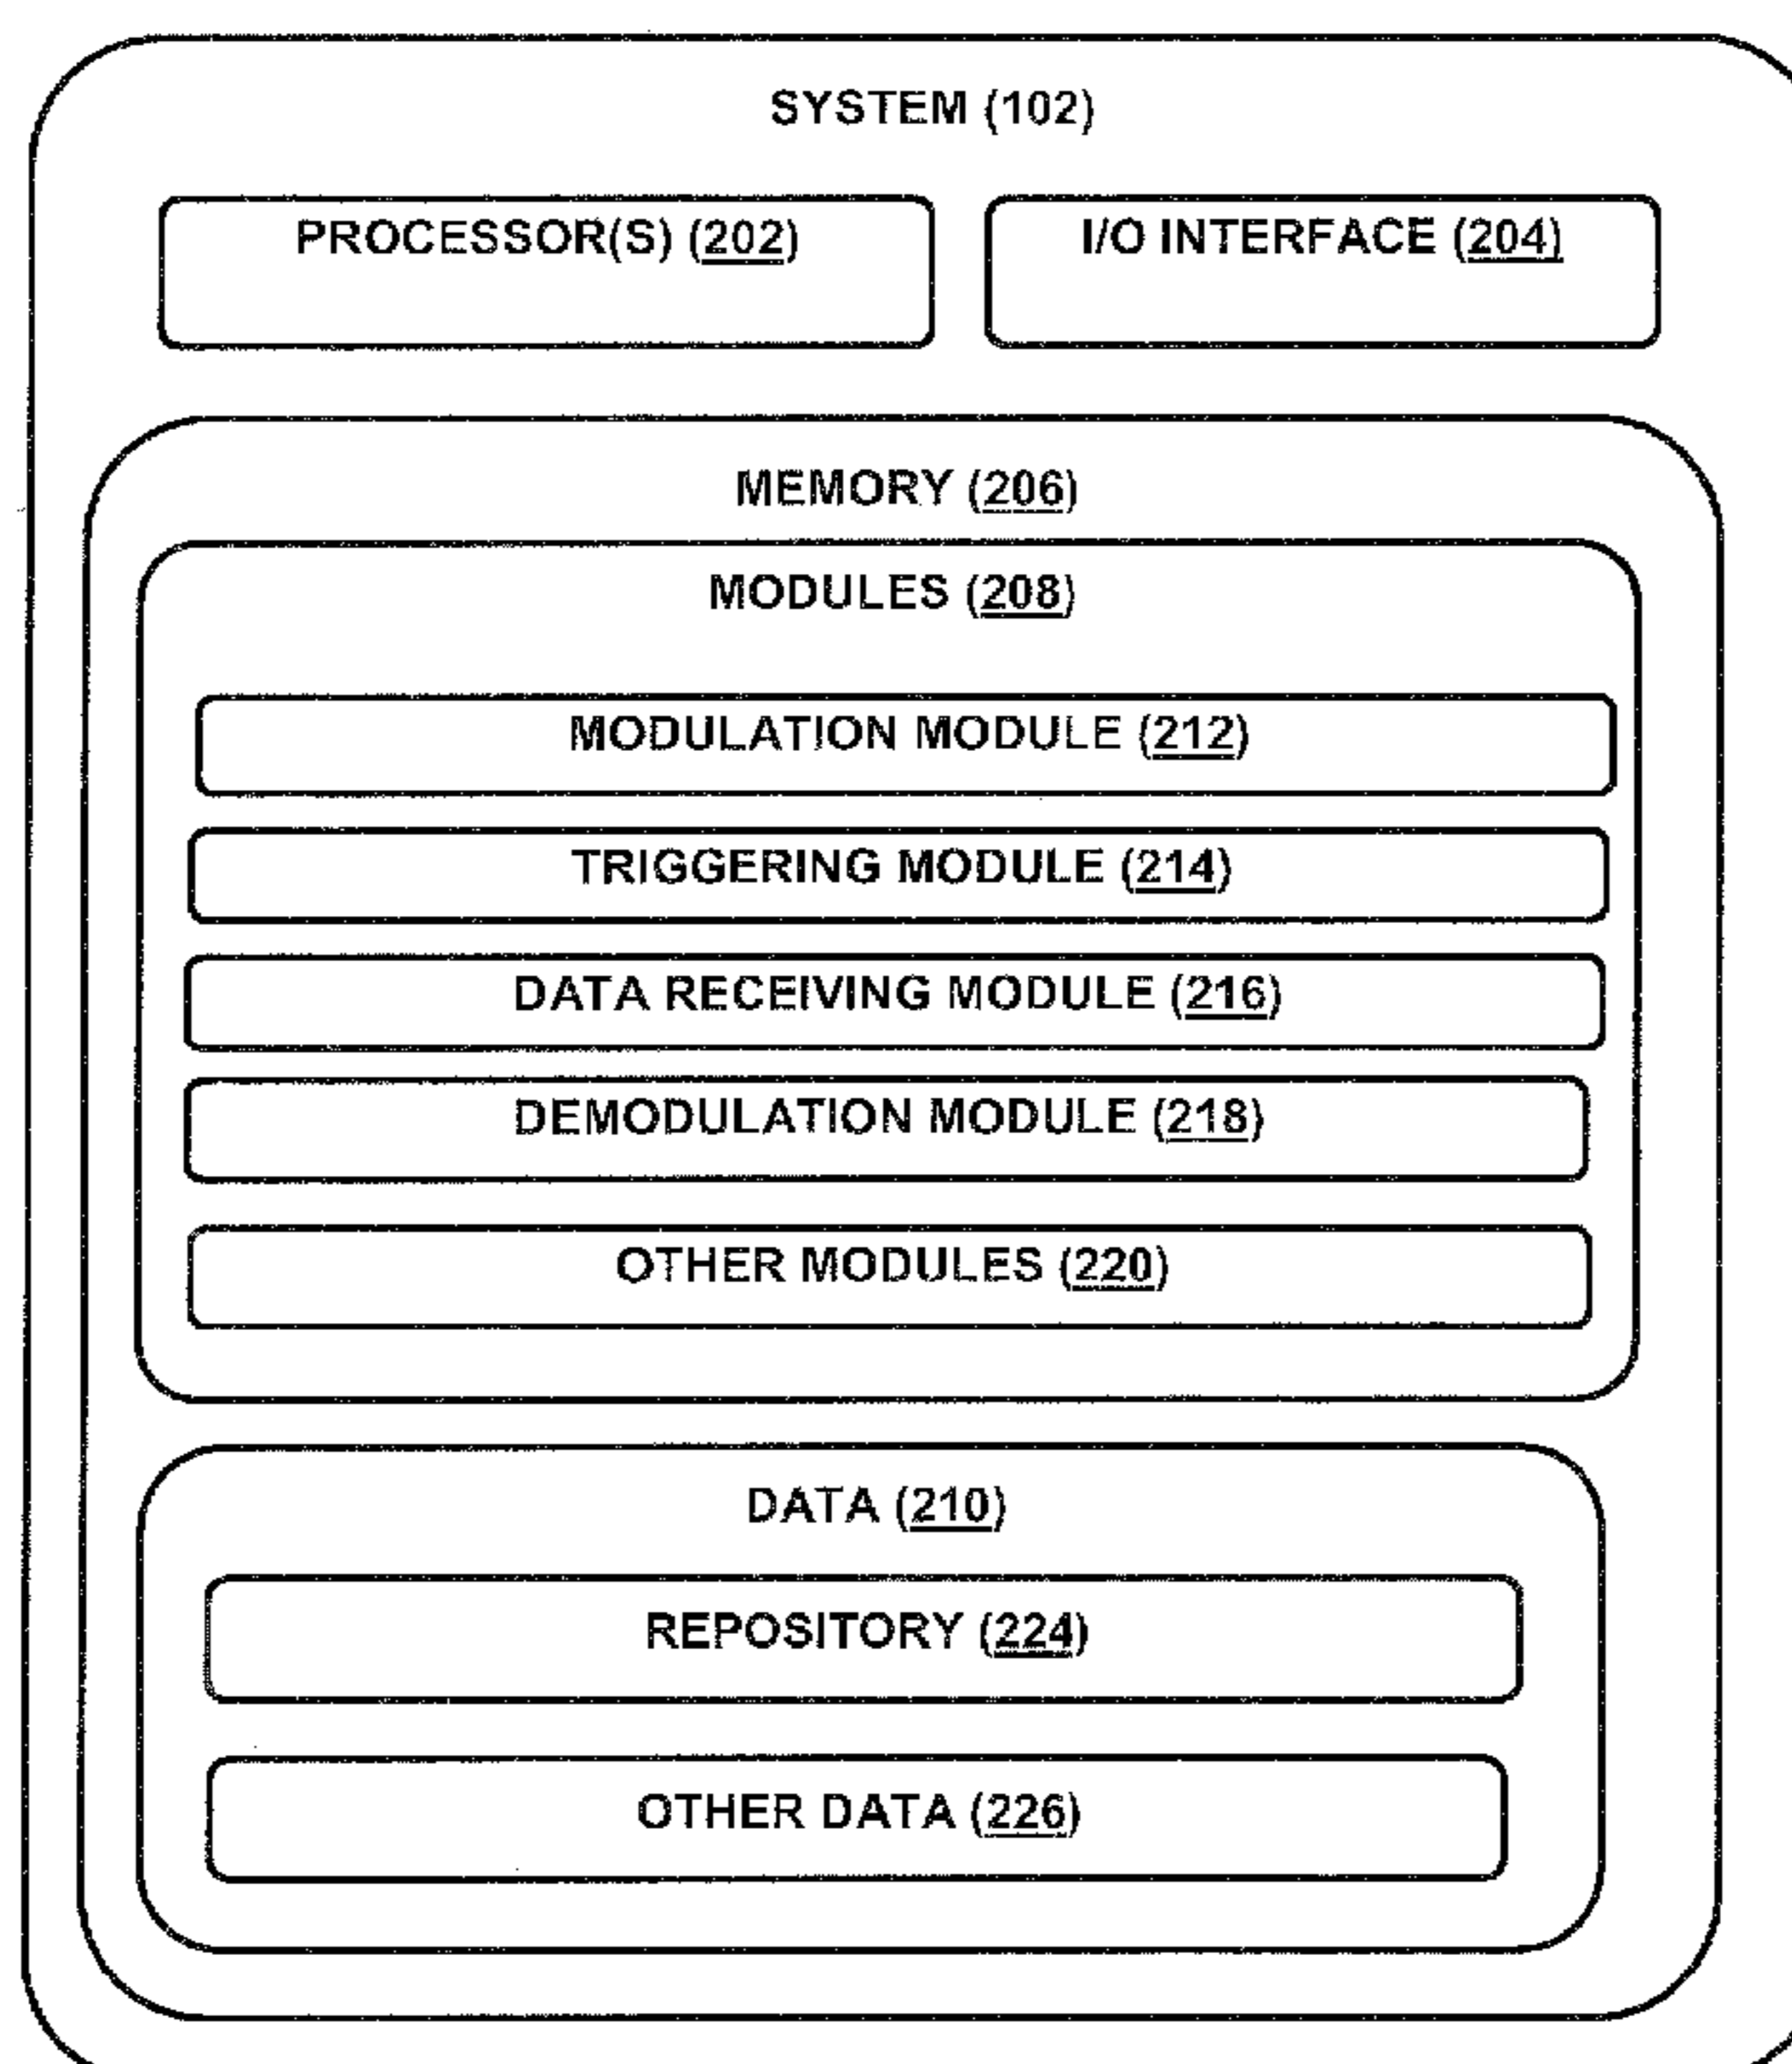 SYSTEM (102)
PROCESSOR(S) (202)
I/O INTERFACE (204)
MEMORY (206)
MODULES (208)
MODULATION MODULE (212)
TRIGGERING MODULE (214)
DATA RECEIVING MODULE (216)
DEMODULATION MODULE (218)
OTHER MODULES (220)
DATA (210)
REPOSITORY (224)
OTHER DATA (226)